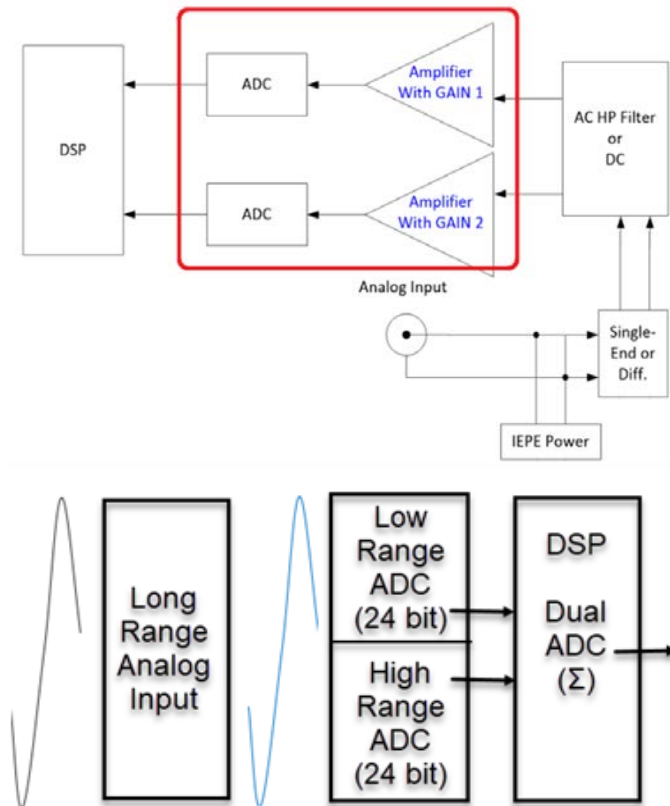 DSP
ADC
Amplifier
With GAIN 1
AC HP Filter
or
DC
ADC
Amplifier
With GAIN 2
Analog Input
Single-
End or
Diff.
IEPE Power
Long
Range
Analog
Input
Low
Range
ADC
(24 bit)
High
Range
ADC
(24 bit)
DSP
Dual
ADC
(Σ)